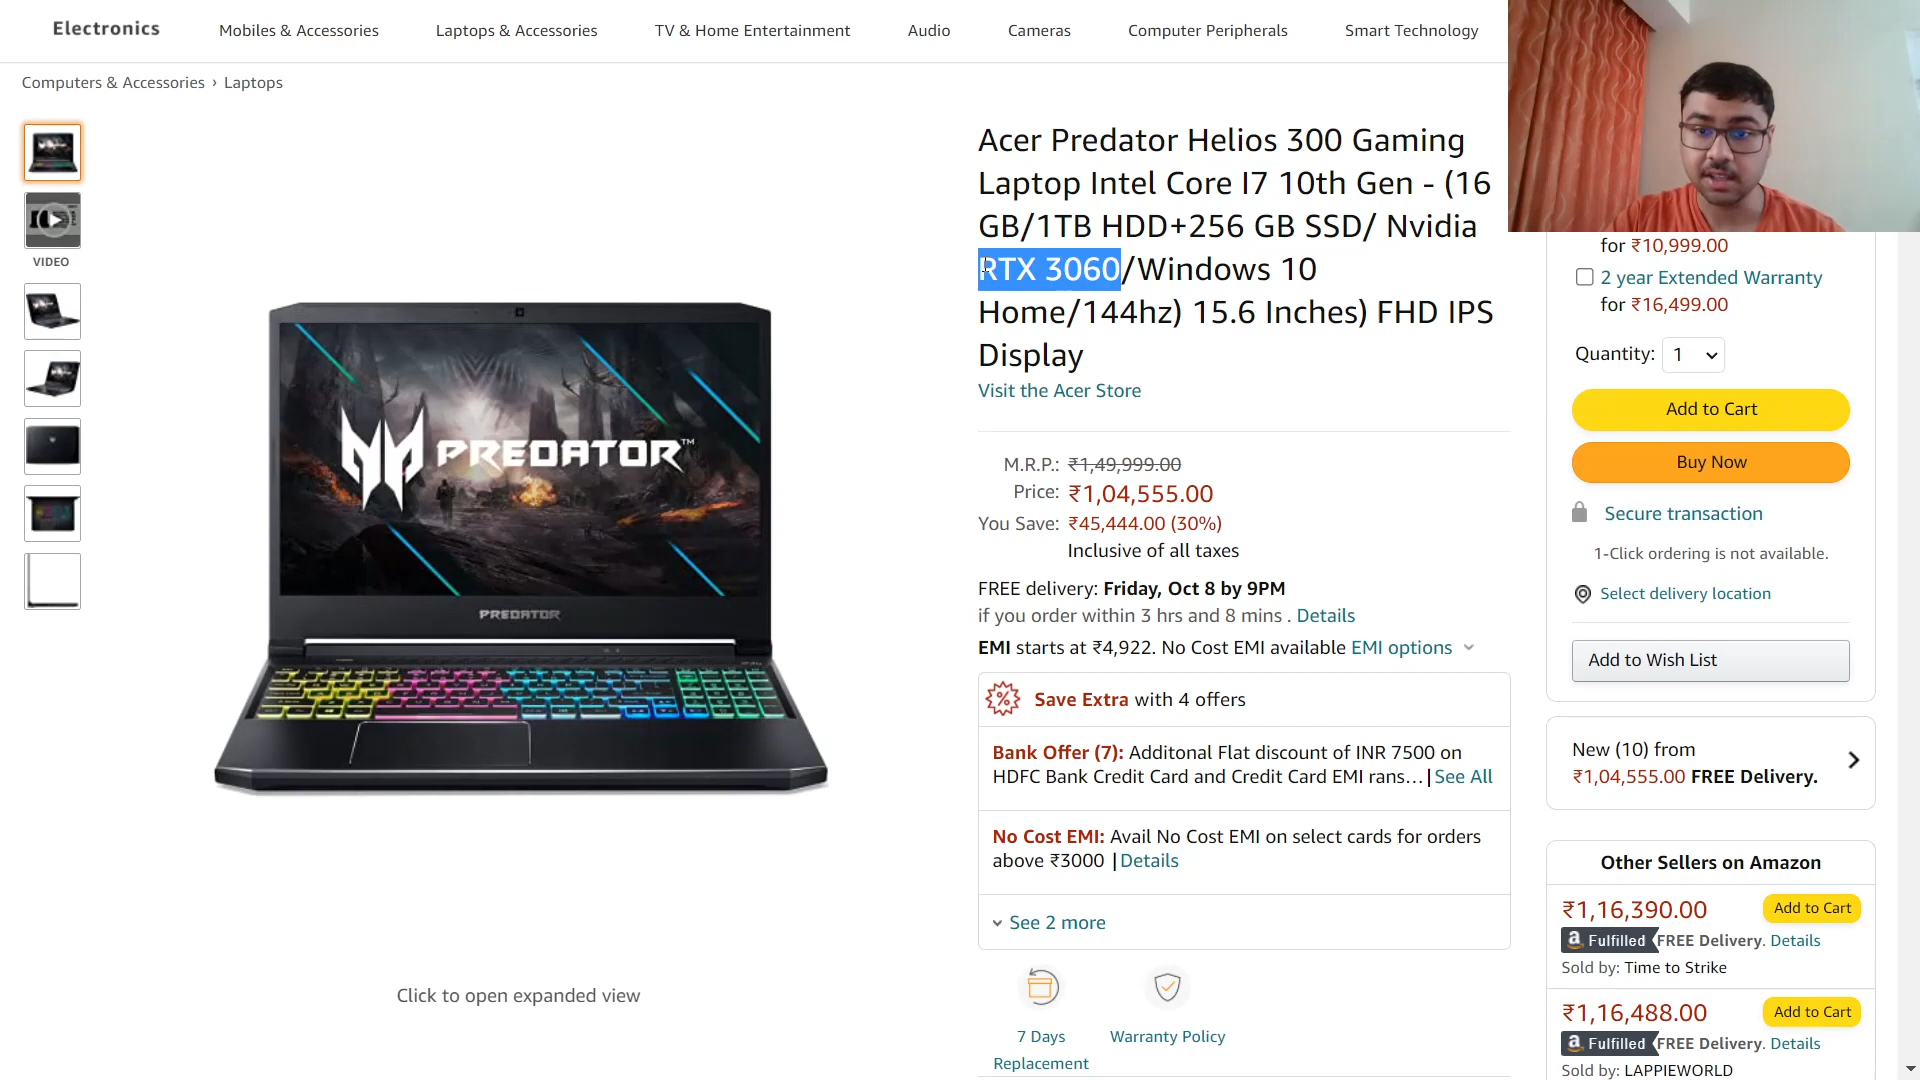 Electronics
Mobiles & Accessories
Laptops & Accessories
TV & Home Entertainment
Audio
Cameras
Computer Peripherals
Smart Technology
Computers & Accessories › Laptops
VIDEO
PREDATOR™
PREDATOR
Click to open expanded view
Acer Predator Helios 300 Gaming
Laptop Intel Core I7 10th Gen - (16
GB/1TB HDD+256 GB SSD/ Nvidia
RTX 3060/Windows 10
Home/144hz) 15.6 Inches) FHD IPS
Display
Visit the Acer Store
M.R.P.: ₹1,49,999.00
Price: ₹1,04,555.00
You Save: ₹45,444.00 (30%)
Inclusive of all taxes
FREE delivery: Friday, Oct 8 by 9PM
if you order within 3 hrs and 8 mins . Details
EMI starts at ₹4,922. No Cost EMI available EMI options
Save Extra with 4 offers
Bank Offer (7): Additonal Flat discount of INR 7500 on
HDFC Bank Credit Card and Credit Card EMI rans... | See All
No Cost EMI: Avail No Cost EMI on select cards for orders
above ₹3000 | Details
See 2 more
7 Days
Replacement
Warranty Policy
for ₹10,999.00
2 year Extended Warranty
for ₹16,499.00
Quantity: 1
Add to Cart
Buy Now
Secure transaction
1-Click ordering is not available.
Select delivery location
Add to Wish List
New (10) from
₹1,04,555.00 FREE Delivery.
Other Sellers on Amazon
₹1,16,390.00
Add to Cart
a Fulfilled FREE Delivery. Details
Sold by: Time to Strike
₹1,16,488.00
Add to Cart
a Fulfilled FREE Delivery. Details
Sold by: LAPPIEWORLD